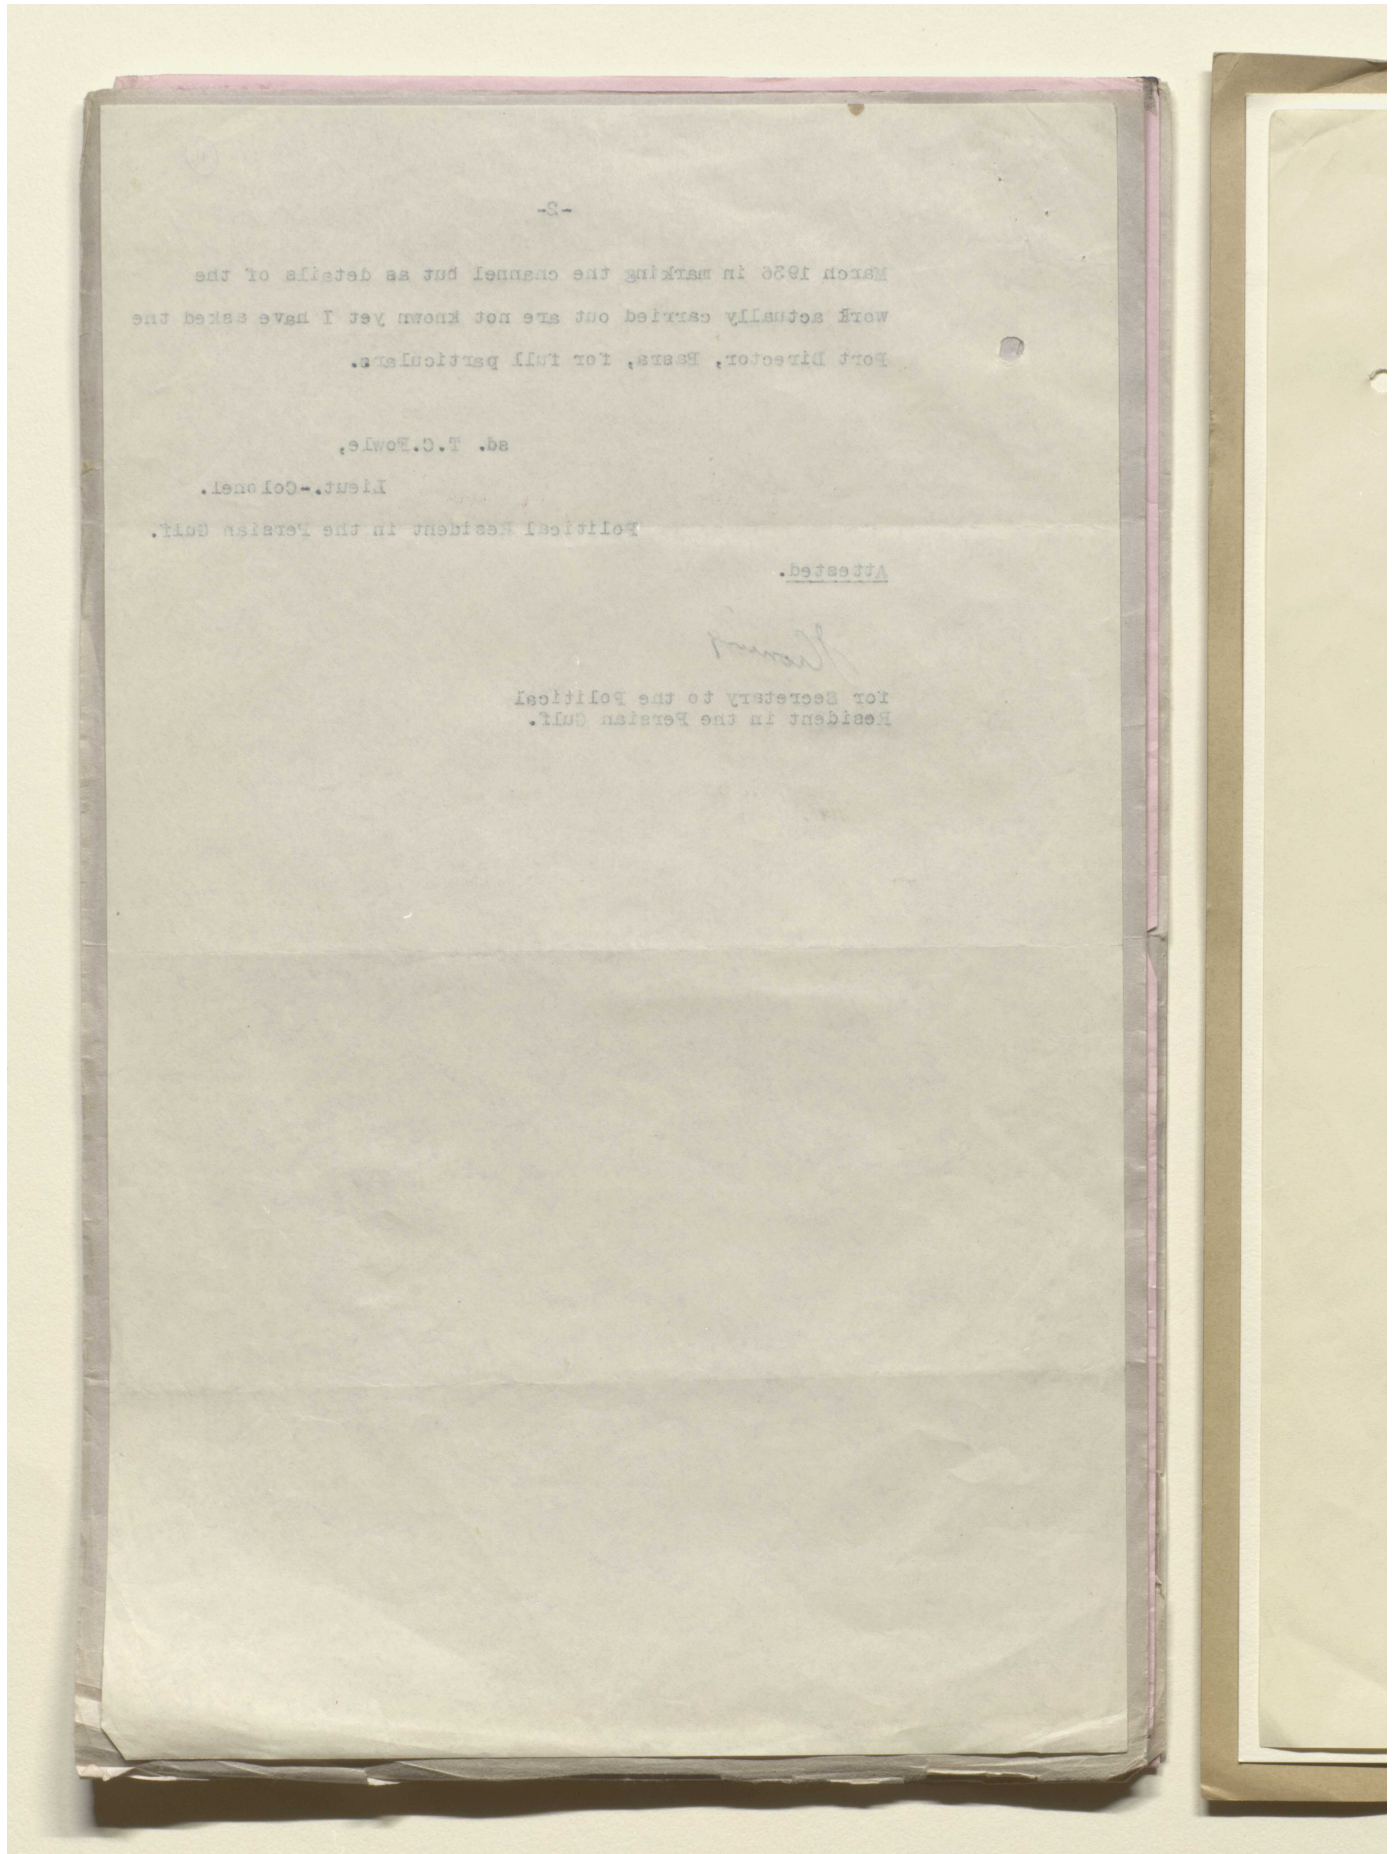 -2-
March 1936 in marking the channel but as details of the
work actually carried out are not known yet I have asked the
Port Director, Basra, for full particulars.
sd. T.C.Fowle,
Lieut.-Colonel.
Political Resident in the Persian Gulf.
Attested.
for Secretary to the Political
Resident in the Persian Gulf.